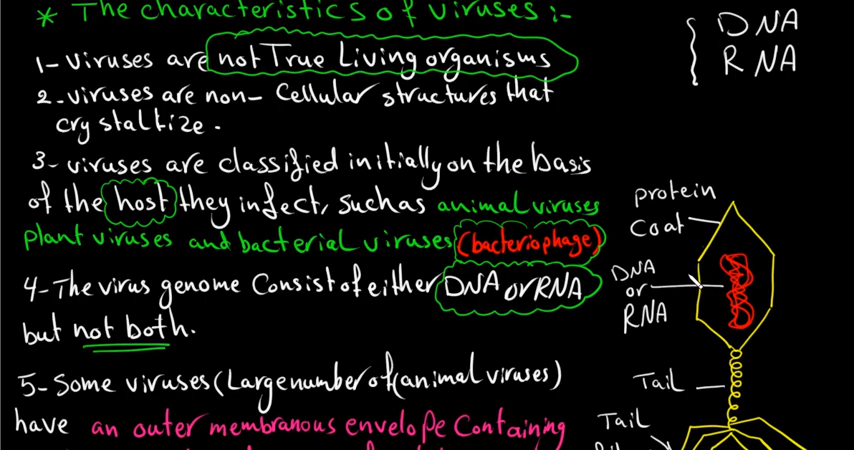 * The characteristics of viruses :-
1- viruses are not True Living organisms
2- viruses are non- Cellular structures that
crystallize.
3- viruses are classified initially on the basis
of the host they infect, such as animal viruses
plant viruses and bacterial viruses (bacteriophage)
4- The virus genome consist of either DNA or RNA
but not both.
5- Some viruses (Large number of (animal viruses)
have an outer membranous envelope Containing
DNA
RNA
protein
Coat
DNA
or
RNA
Tail
Tail